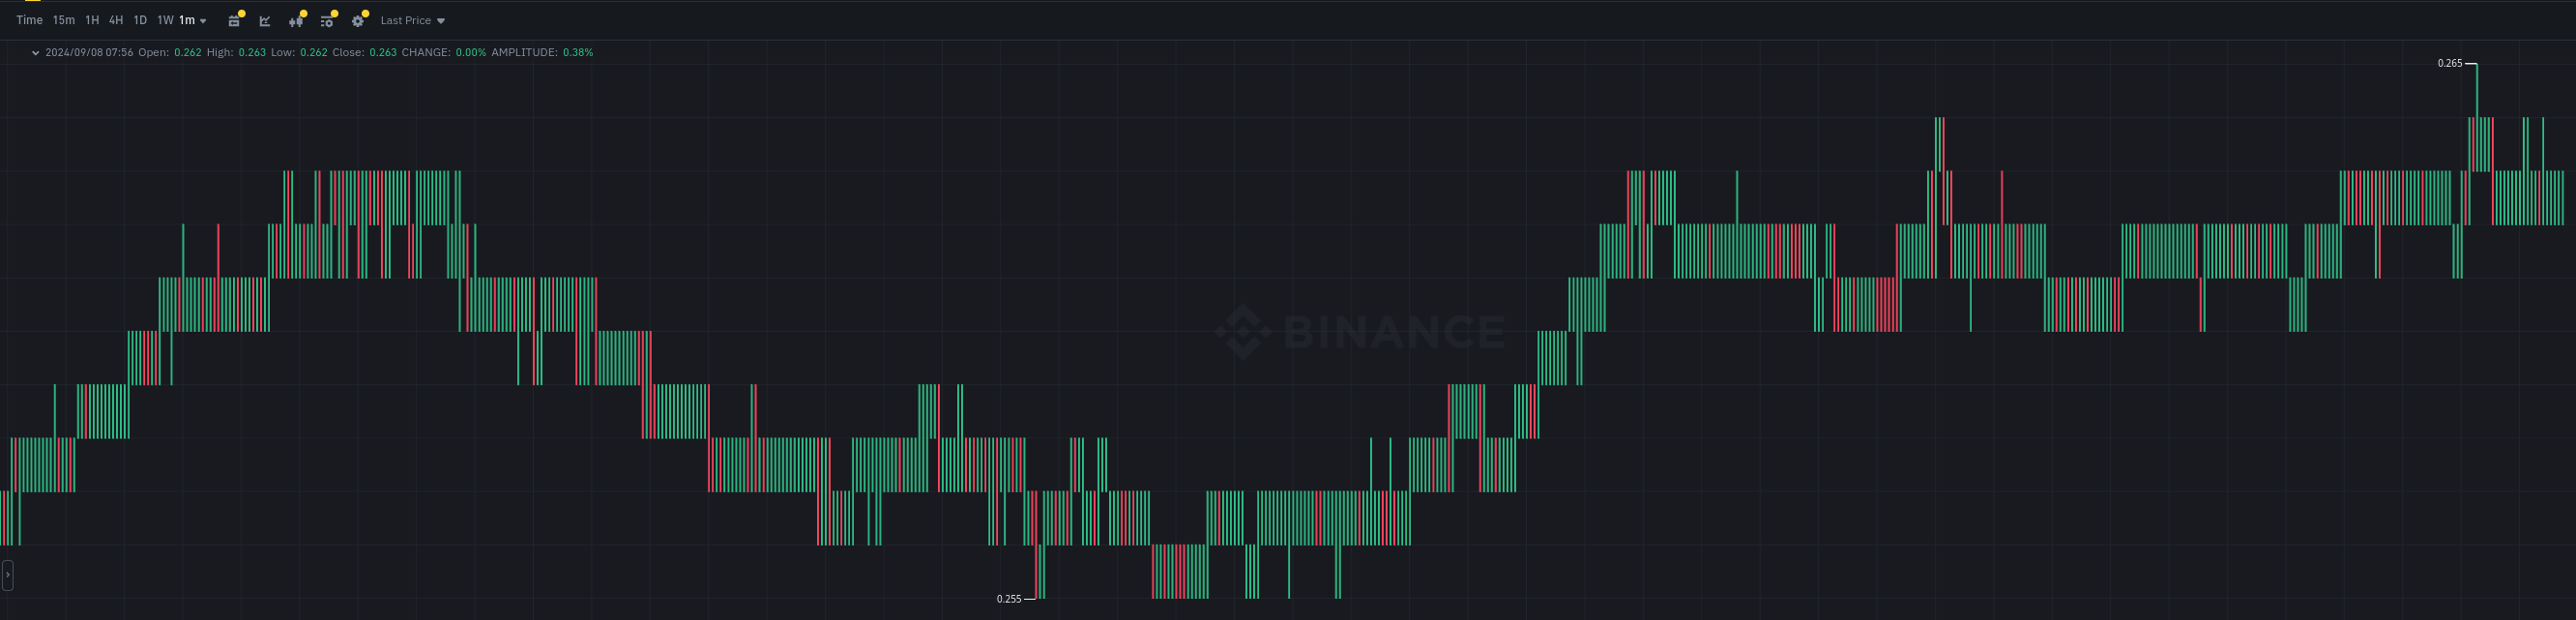 Time 15m 1H 4H 1D 1W 1m Last Price
2024/09/08 07:56 Open: 0.262 High: 0.263 Low: 0.262 Close: 0.263 CHANGE: 0.00% AMPLITUDE: 0.38%
0.265
BINANCE
0.255